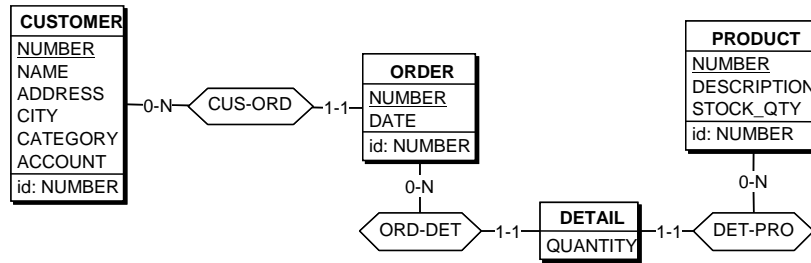 CUSTOMER
NUMBER
NAME
ADDRESS
CITY
CATEGORY
ACCOUNT
id: NUMBER
0-N
CUS-ORD
1-1
ORDER
NUMBER
DATE
id: NUMBER
0-N
ORD-DET
1-1
DETAIL
QUANTITY
1-1
DET-PRO
0-N
PRODUCT
NUMBER
DESCRIPTION
STOCK_QTY
id: NUMBER